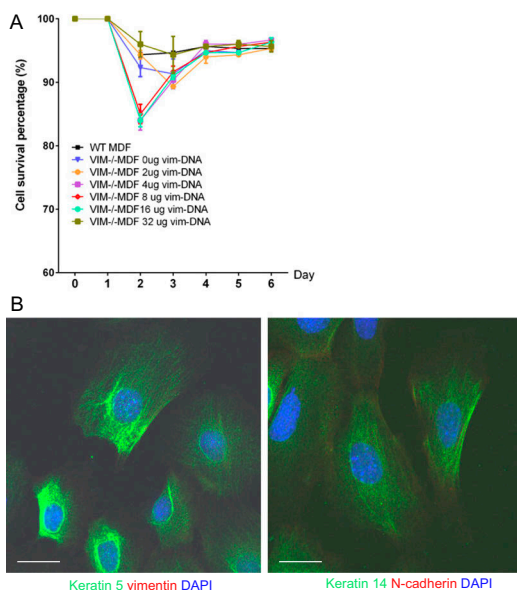 A
Cell survival percentage (%)
100
90
80
70
60
WT MDF
VIM-/-MDF 0ug vim-DNA
VIM-/-MDF 2ug vim-DNA
VIM-/-MDF 4ug vim-DNA
VIM-/-MDF 8 ug vim-DNA
VIM-/-MDF16 ug vim-DNA
VIM-/-MDF 32 ug vim-DNA
0 1 2 3 4 5 6 Day
B
Keratin 5 vimentin DAPI
Keratin 14 N-cadherin DAPI